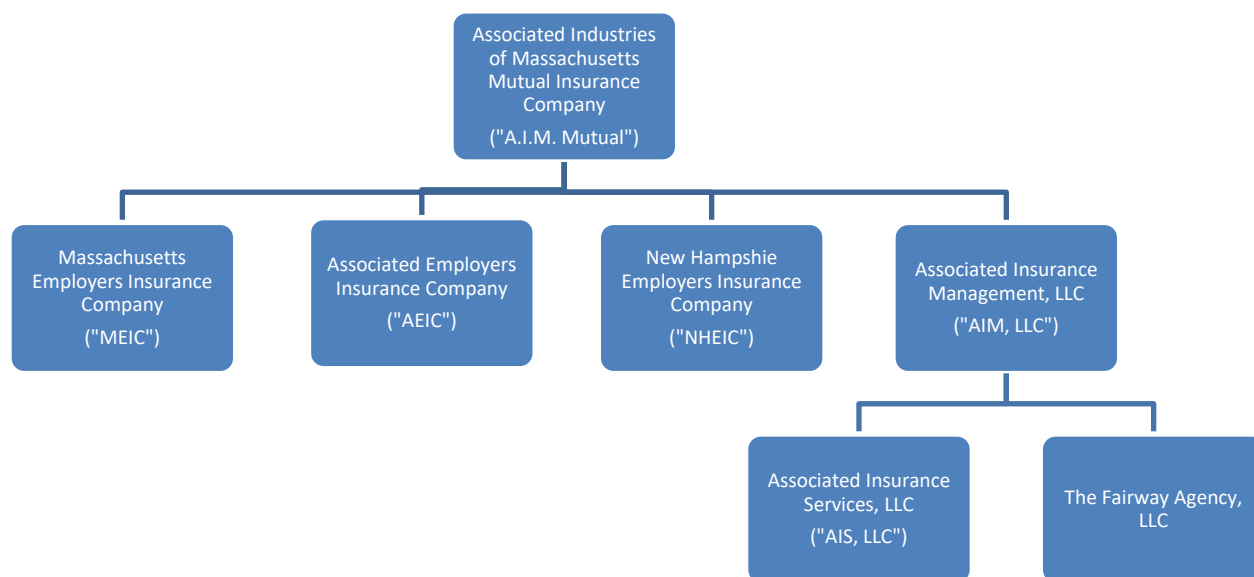 Associated Industries
of Massachusetts
Mutual Insurance
Company
("A.I.M. Mutual")
Massachusetts
Employers Insurance
Company
("MEIC")
Associated Employers
Insurance Company
("AEIC")
New Hampshie
Employers Insurance
Company
("NHEIC")
Associated Insurance
Management, LLC
("AIM, LLC")
Associated Insurance
Services, LLC
("AIS, LLC")
The Fairway Agency,
LLC